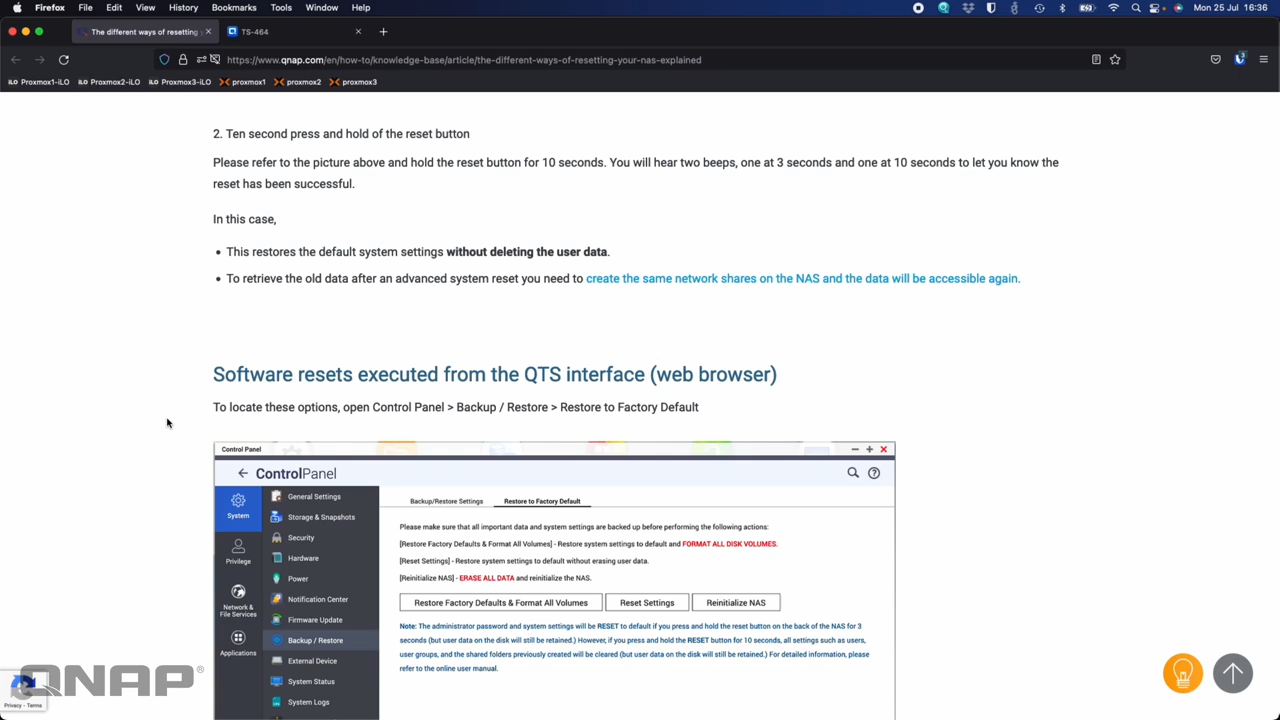 Firefox File Edit View History Bookmarks Tools Window Help Mon 25 Jul 16:36
The different ways of resetting TS-464
https://www.qnap.com/en/how-to/knowledge-base/article/the-different-ways-of-resetting-your-nas-explained
iLO Proxmox1-iLO iLO Proxmox2-iLO iLO Proxmox3-iLO proxmox1 proxmox2 proxmox3
2. Ten second press and hold of the reset button
Please refer to the picture above and hold the reset button for 10 seconds. You will hear two beeps, one at 3 seconds and one at 10 seconds to let you know the
reset has been successful.
In this case,
• This restores the default system settings without deleting the user data.
• To retrieve the old data after an advanced system reset you need to create the same network shares on the NAS and the data will be accessible again.
Software resets executed from the QTS interface (web browser)
To locate these options, open Control Panel > Backup / Restore > Restore to Factory Default
Control Panel
ControlPanel
System
Privilege
Network &
File Services
Applications
General Settings
Storage & Snapshots
Security
Hardware
Power
Notification Center
Firmware Update
Backup / Restore
External Device
System Status
System Logs
Backup/Restore Settings Restore to Factory Default
Please make sure that all important data and system settings are backed up before performing the following actions:
[Restore Factory Defaults & Format All Volumes] - Restore system settings to default and FORMAT ALL DISK VOLUMES.
[Reset Settings] - Restore system settings to default without erasing user data.
[Reinitialize NAS] - ERASE ALL DATA and reinitialize the NAS.
Restore Factory Defaults & Format All Volumes Reset Settings Reinitialize NAS
Note: The administrator password and system settings will be RESET to default if you press and hold the reset button on the back of the NAS for 3
seconds (but user data on the disk will still be retained.) However, if you press and hold the RESET button for 10 seconds, all settings such as users,
user groups, and the shared folders previously created will be cleared (but user data on the disk will still be retained.) For detailed information, please
refer to the online user manual.
QNAP®
Privacy - Terms